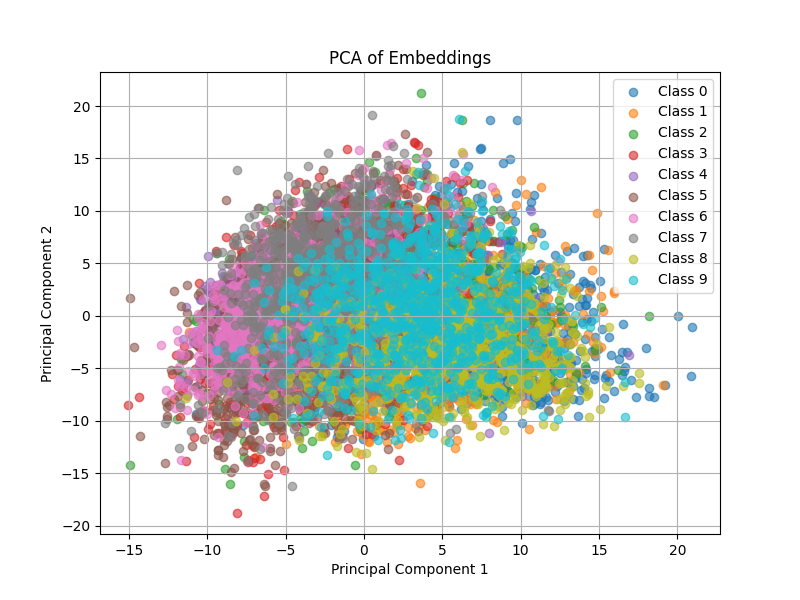 PCA of Embeddings
Class 0
Class 1
Class 2
Class 3
Class 4
Class 5
Class 6
Class 7
Class 8
Class 9
Principal Component 2
20
15
10
5
0
−5
−10
−15
−20
−15
−10
−5
0
5
10
15
20
Principal Component 1